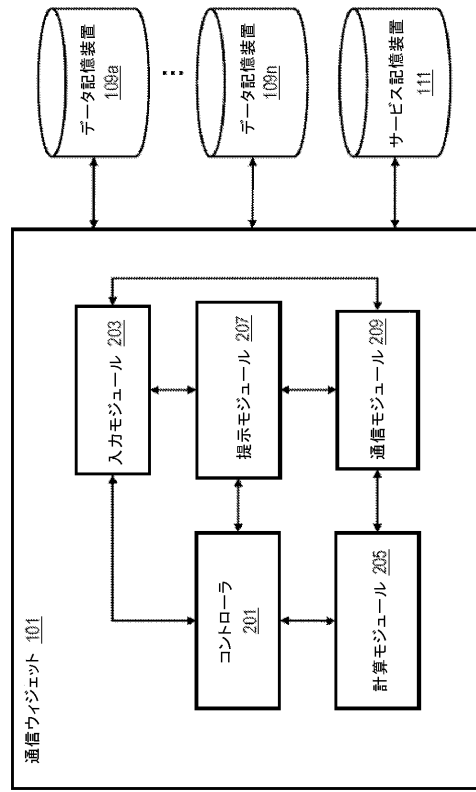 通信ウィジェット 101
入力モジュール 203
コントローラ
201
提示モジュール 207
計算モジュール 205
通信モジュール 209
データ記憶装置
109a
...
データ記憶装置
109n
サービス記憶装置
111